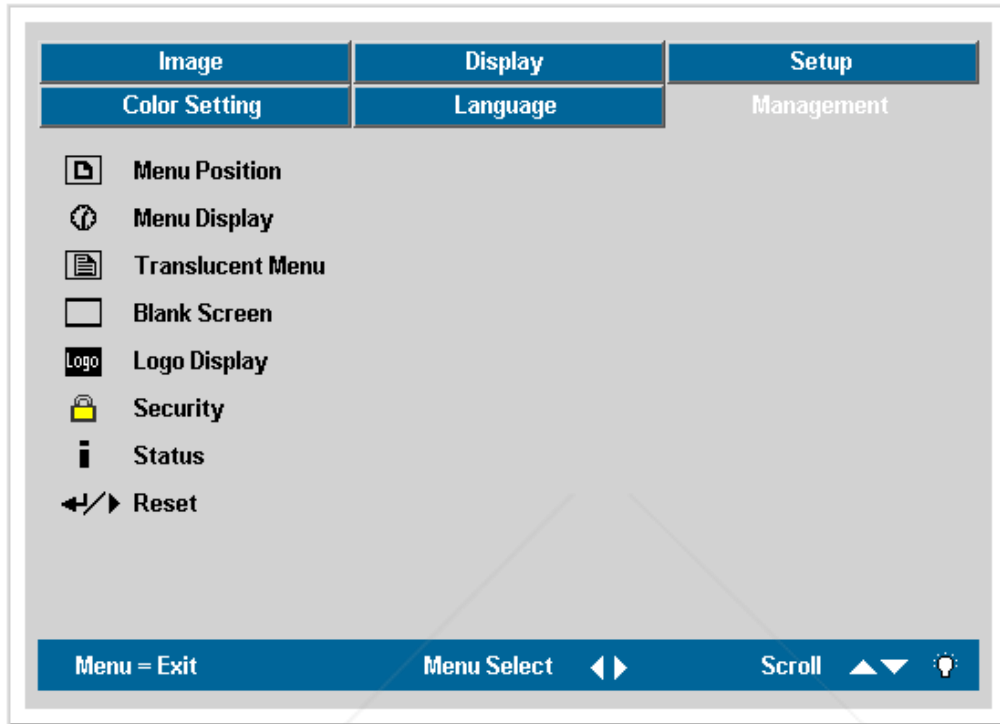 Image Display Setup
Color Setting Language Management
Menu Position
Menu Display
Translucent Menu
Blank Screen
Logo Logo Display
Security
Status
Reset
Menu = Exit Menu Select Scroll